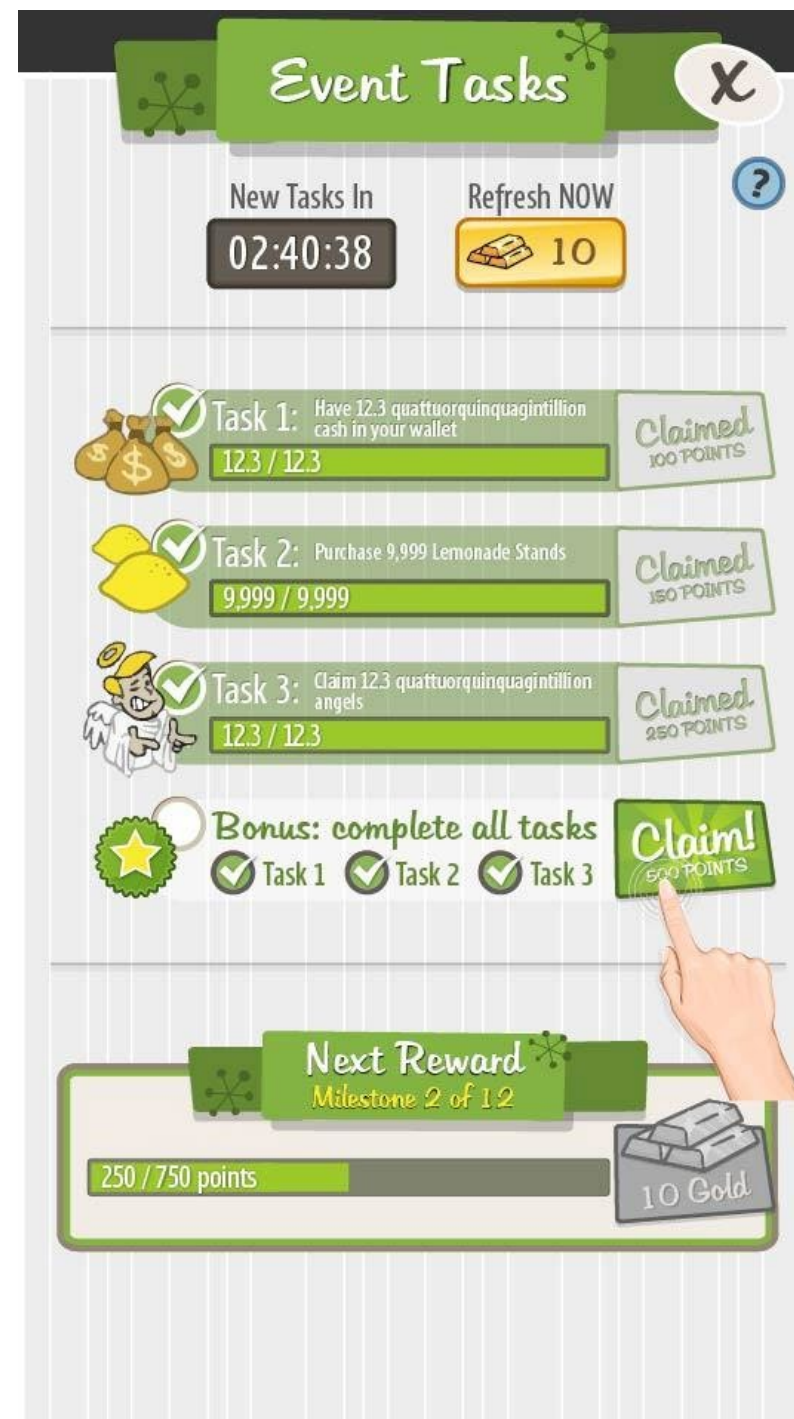 Event Tasks
X
?
New Tasks In
Refresh NOW
02:40:38
10
Task 1:
Have 12.3 quattuorquinquagintillion
cash in your wallet
12.3 / 12.3
Claimed
100 POINTS
Task 2:
Purchase 9,999 Lemonade Stands
9,999 / 9,999
Claimed
150 POINTS
Task 3:
Claim 12.3 quattuorquinquagintillion
angels
12.3 / 12.3
Claimed
250 POINTS
Bonus: complete all tasks
Task 1
Task 2
Task 3
Claim!
500 POINTS
Next Reward
Milestone 2 of 12
250 / 750 points
10 Gold